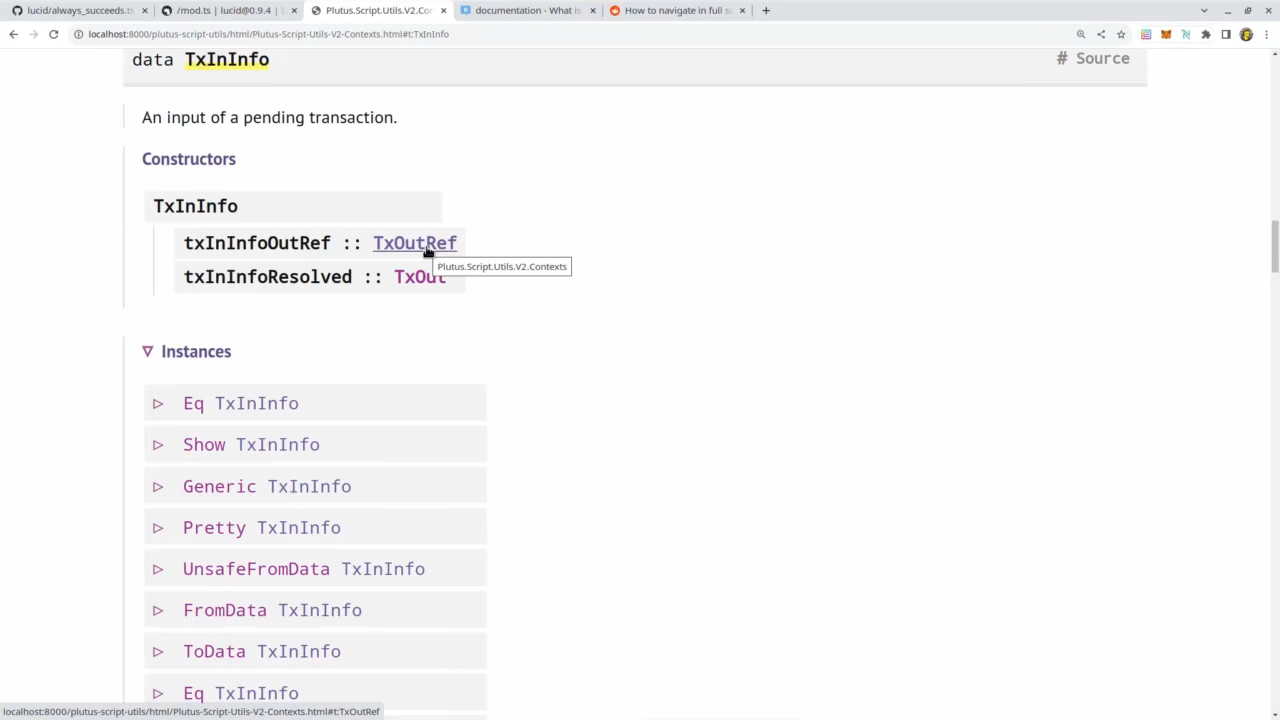 lucid/always_succeeds.ts
/mod.ts | lucid@0.9.4 |
Plutus.Script.Utils.V2.Con
documentation - What is
How to navigate in full s
localhost:8000/plutus-script-utils/html/Plutus-Script-Utils-V2-Contexts.html#t:TxInInfo
data TxInInfo
# Source
An input of a pending transaction.
Constructors
TxInInfo
txInInfoOutRef :: TxOutRef
Plutus.Script.Utils.V2.Contexts
txInInfoResolved :: TxOut
Instances
Eq TxInInfo
Show TxInInfo
Generic TxInInfo
Pretty TxInInfo
UnsafeFromData TxInInfo
FromData TxInInfo
ToData TxInInfo
Eq TxInInfo
localhost:8000/plutus-script-utils/html/Plutus-Script-Utils-V2-Contexts.html#t:TxOutRef